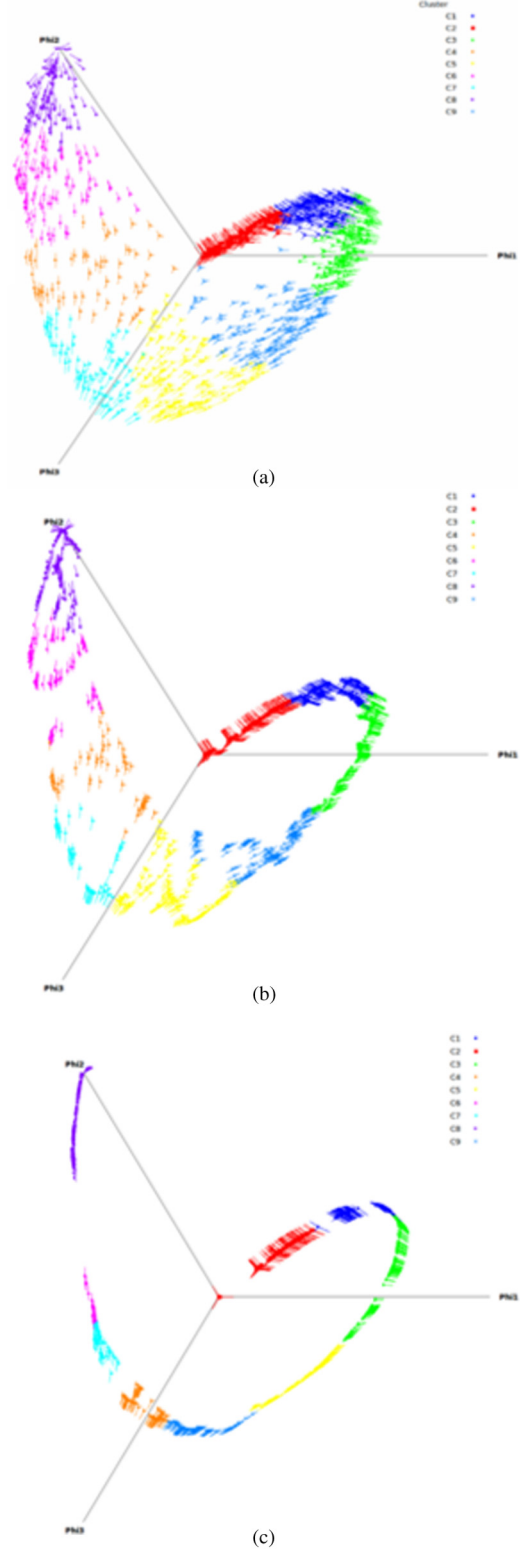 Cluster
C1
C2
C3
C4
C5
C6
C7
C8
C9
Phi2
Phi1
Phi3
(a)
C1
C2
C3
C4
C5
C6
C7
C8
C9
Phi2
Phi1
Phi3
(b)
C1
C2
C3
C4
C5
C6
C7
C8
C9
Phi2
Phi1
Phi3
(c)